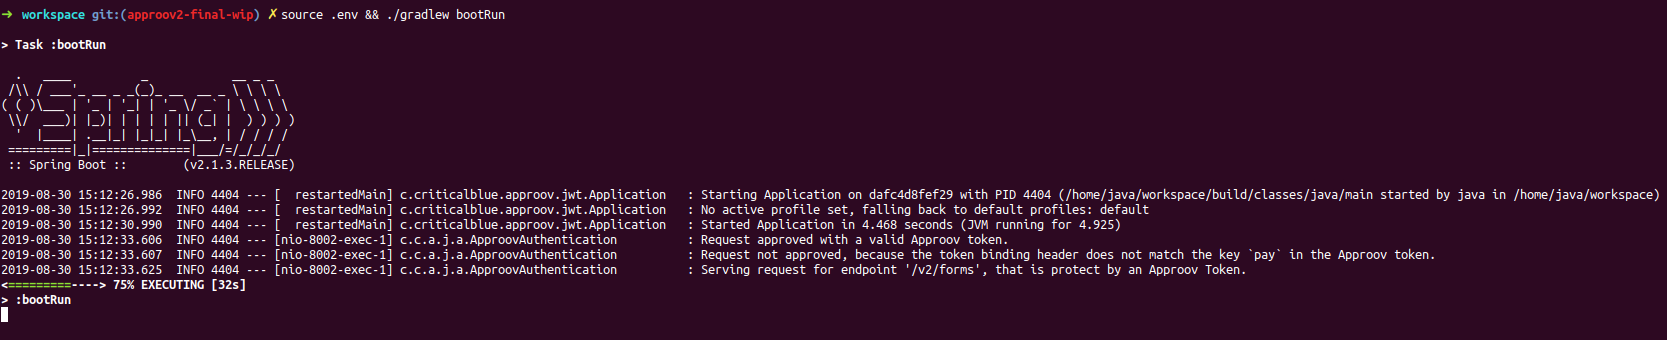 ➜  workspace git:(approov2-final-wip) ✗ source .env && ./gradlew bootRun
> Task :bootRun
  .   ____          _            __ _ _
 /\\ / ___'_ __ _ _(_)_ __  __ _ \ \ \ \
( ( )\___ | '_ | '_| | '_ \/ _` | \ \ \ \
 \\/  ___)| |_)| | | | | || (_| |  ) ) ) )
  '  |____| .__|_| |_|_| |_\__, | / / / /
 =========|_|==============|___/=/_/_/_/
 :: Spring Boot ::        (v2.1.3.RELEASE)
2019-08-30 15:12:26.986  INFO 4404 --- [  restartedMain] c.criticalblue.approov.jwt.Application   : Starting Application on dafc4d8fef29 with PID 4404 (/home/java/workspace/build/classes/java/main started by java in /home/java/workspace)
2019-08-30 15:12:26.992  INFO 4404 --- [  restartedMain] c.criticalblue.approov.jwt.Application   : No active profile set, falling back to default profiles: default
2019-08-30 15:12:30.990  INFO 4404 --- [  restartedMain] c.criticalblue.approov.jwt.Application   : Started Application in 4.468 seconds (JVM running for 4.925)
2019-08-30 15:12:33.606  INFO 4404 --- [nio-8002-exec-1] c.c.a.j.a.ApproovAuthentication          : Request approved with a valid Approov token.
2019-08-30 15:12:33.607  INFO 4404 --- [nio-8002-exec-1] c.c.a.j.a.ApproovAuthentication          : Request not approved, because the token binding header does not match the key `pay` in the Approov token.
2019-08-30 15:12:33.625  INFO 4404 --- [nio-8002-exec-1] c.c.a.j.a.ApproovAuthentication          : Serving request for endpoint '/v2/forms', that is protect by an Approov Token.
<=========----> 75% EXECUTING [32s]
> :bootRun